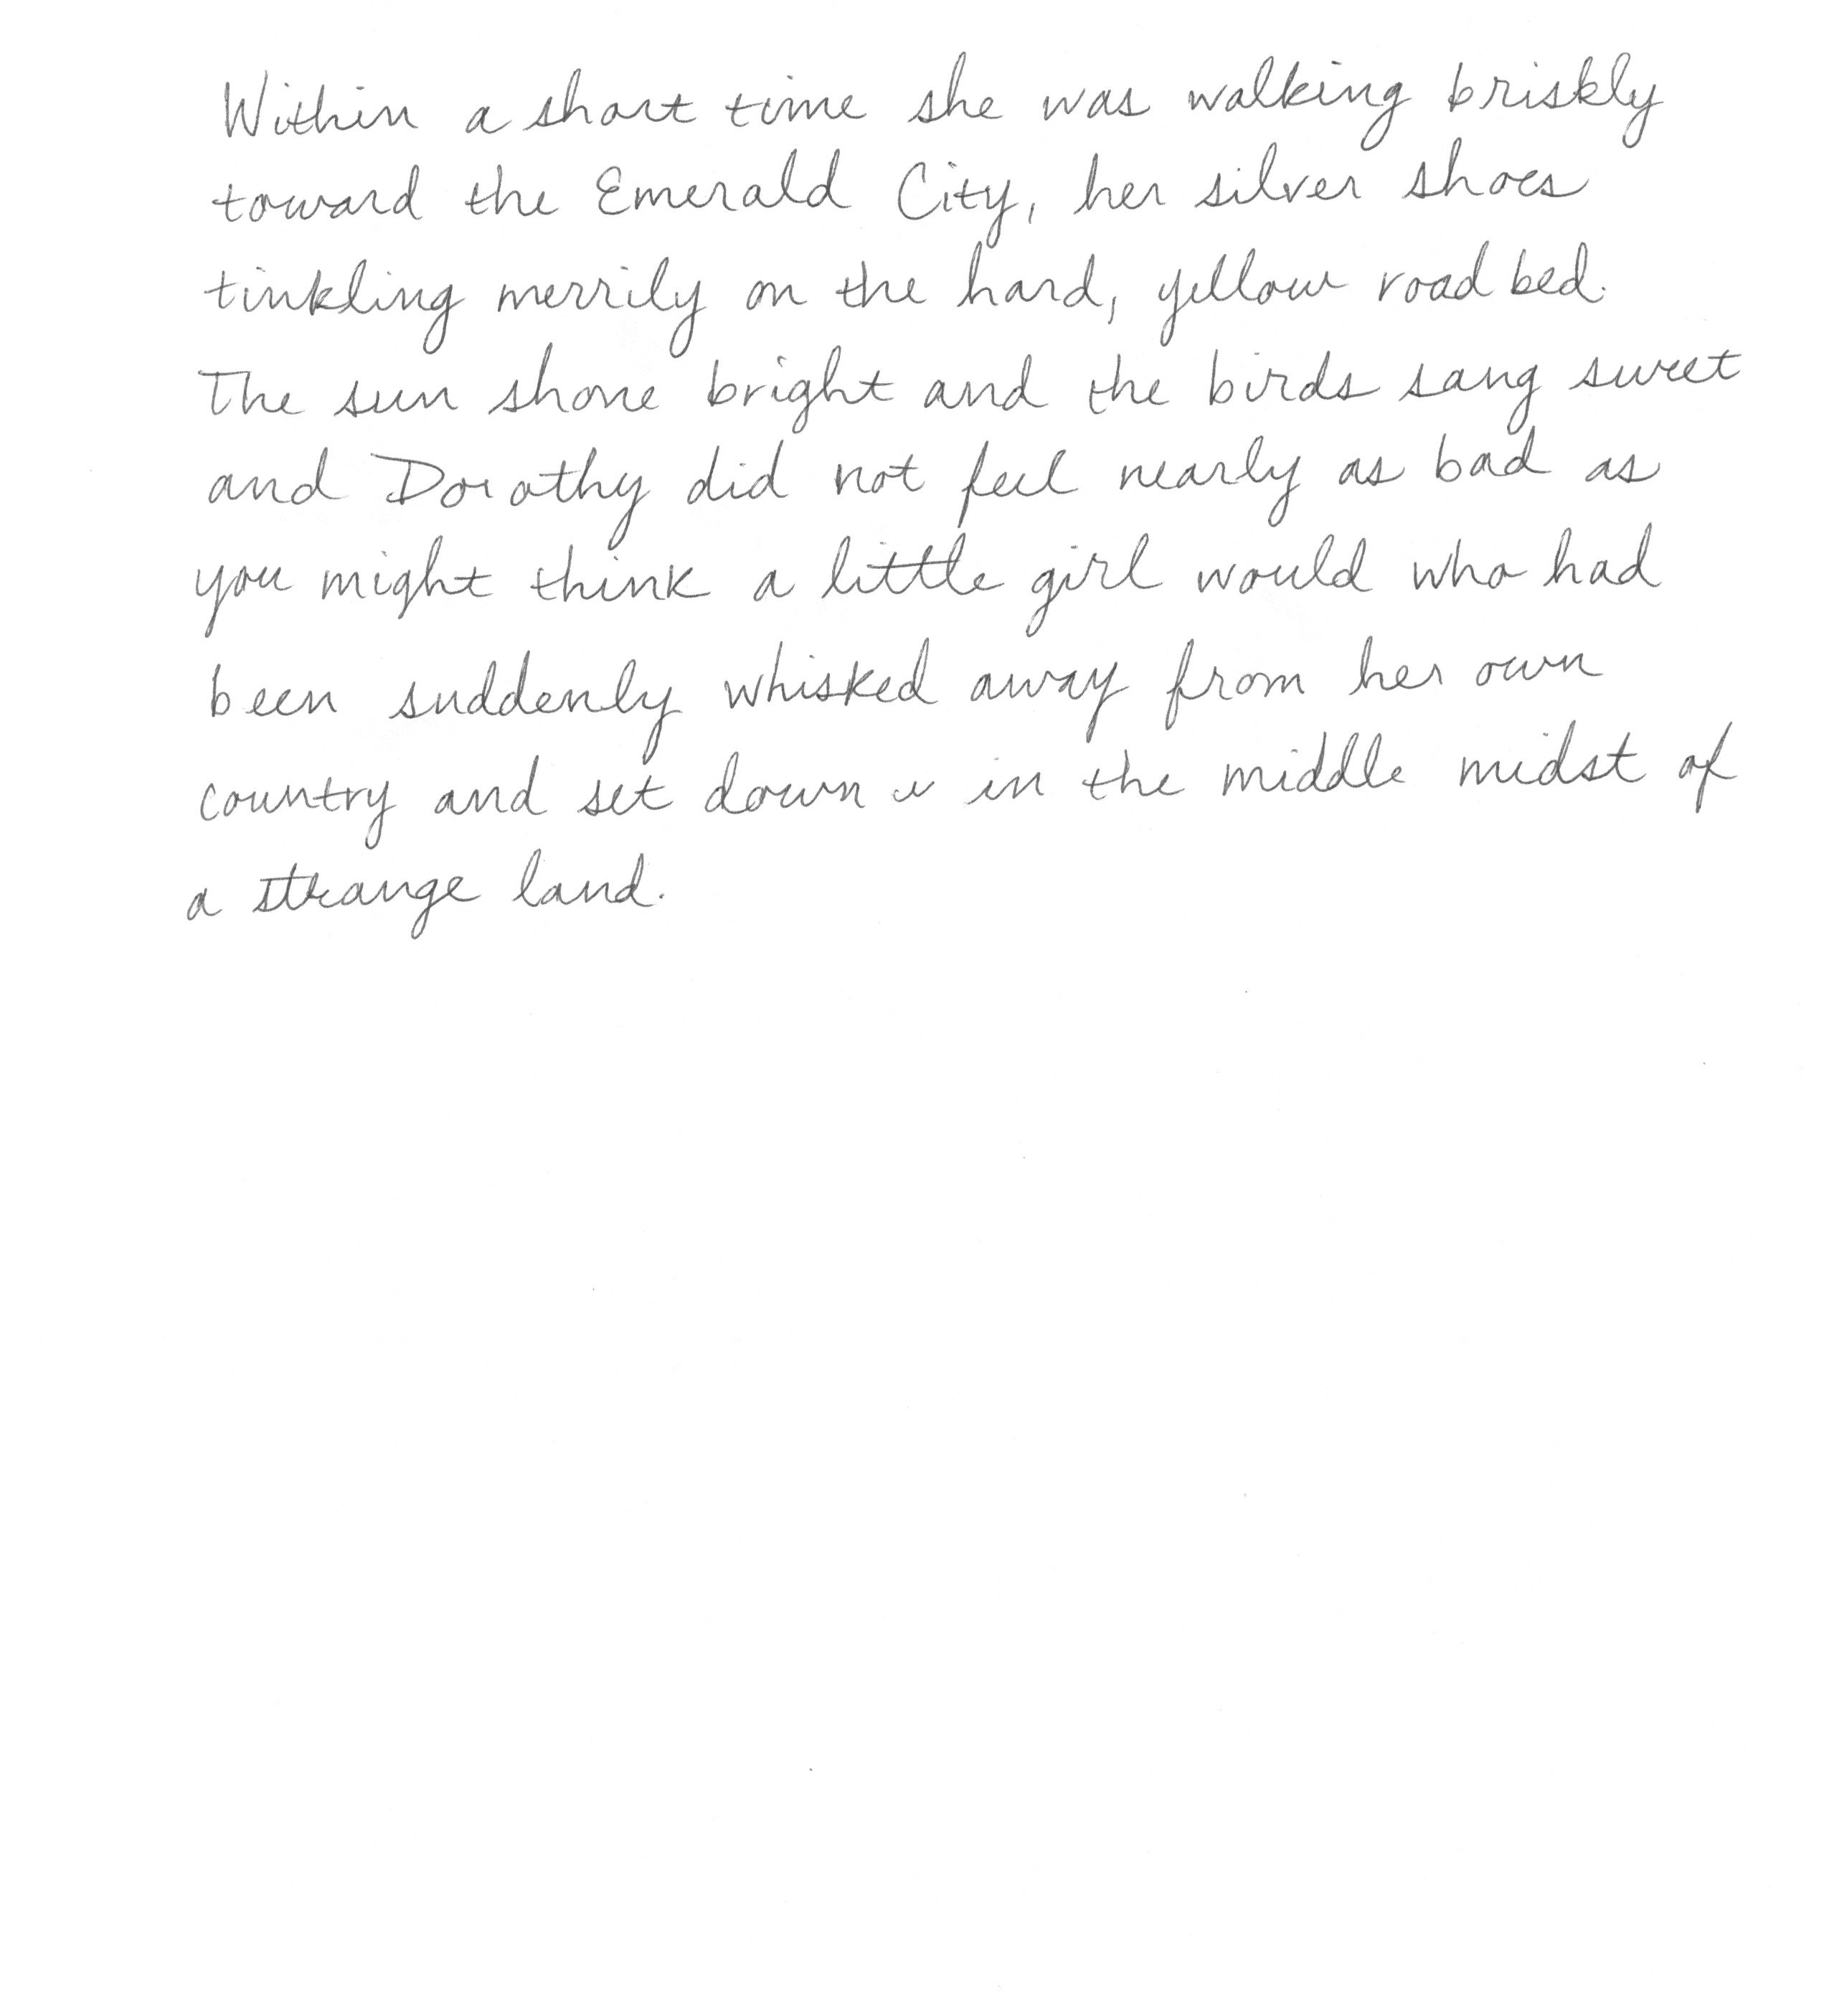 Within a short time she was walking briskly
toward the Emerald City, her silver shoes
tinkling merrily on the hard, yellow road bed.
The sun shone bright and the birds sang sweet
and Dorothy did not feel nearly as bad as
you might think a little girl would who had
been suddenly whisked away from her own
country and set down in the middle midst of
a strange land.